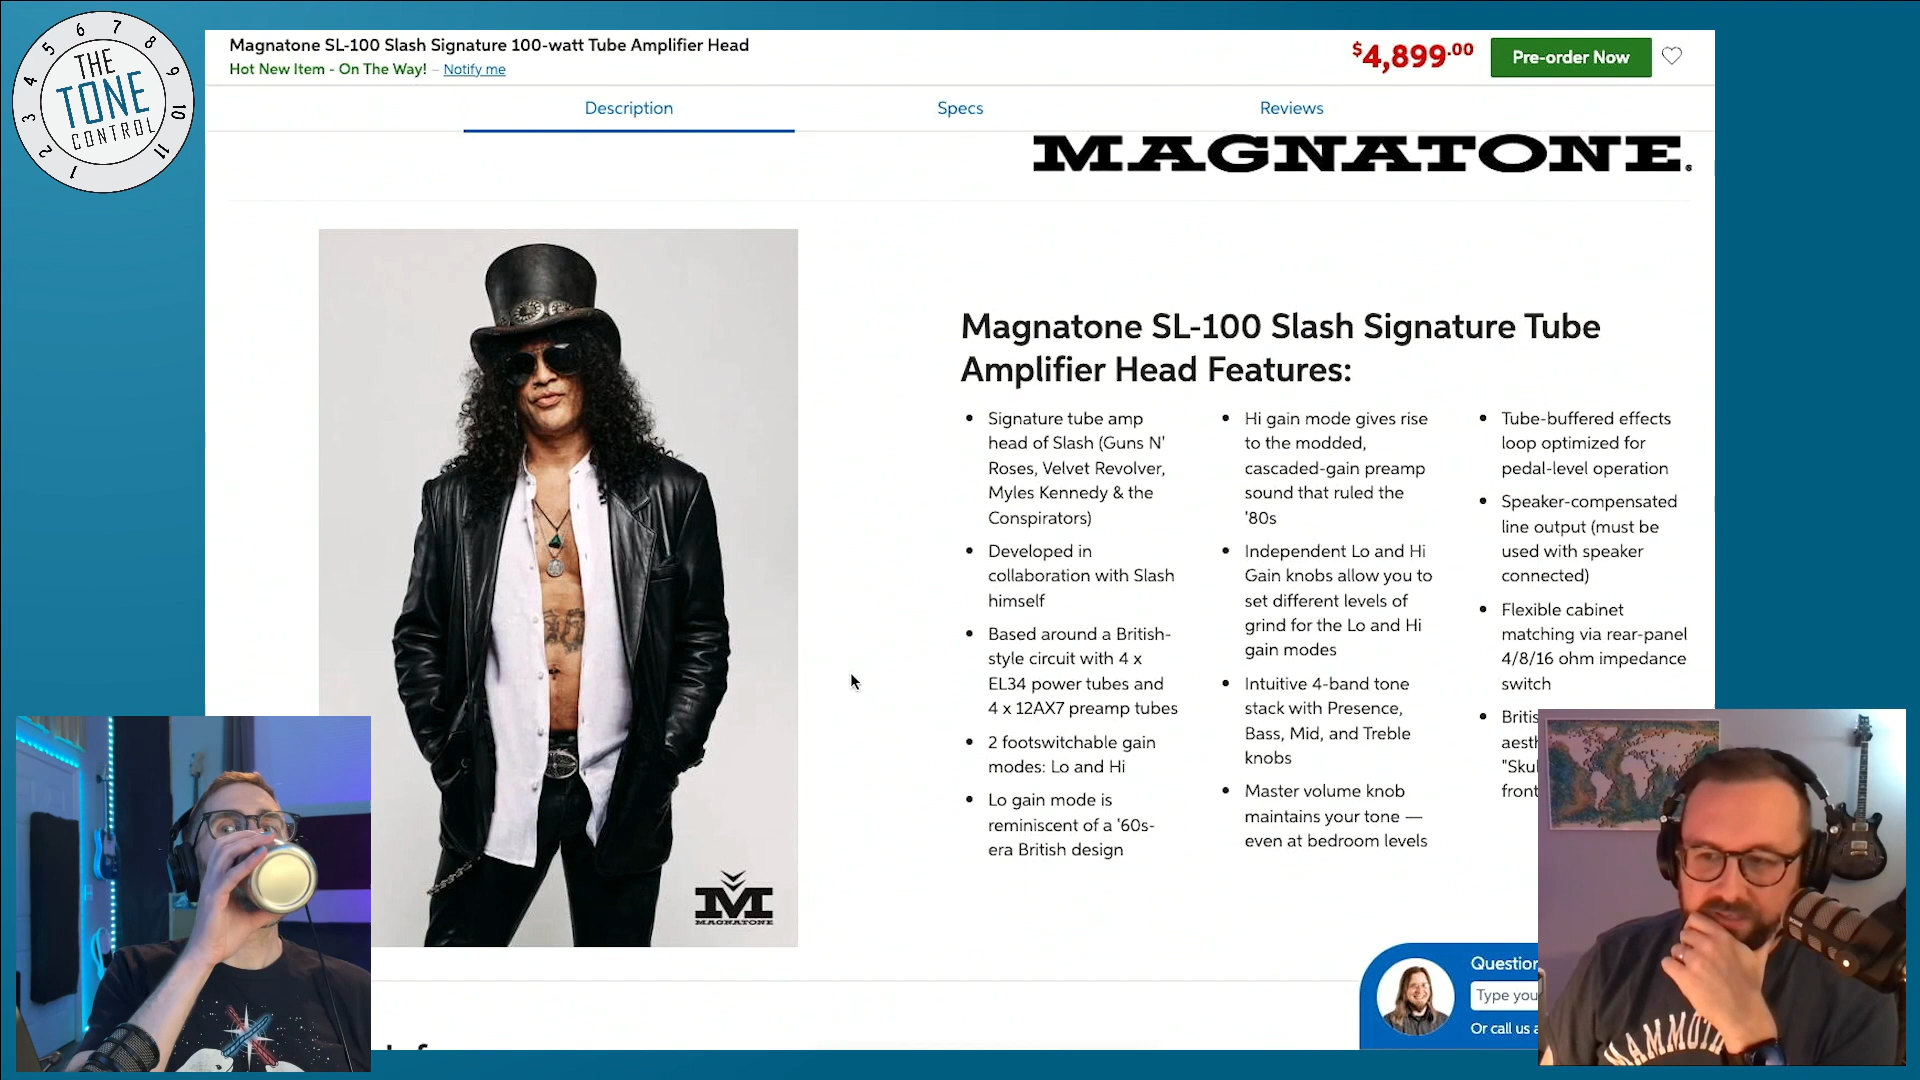 1 2 3 4 5 6 7 8 9 10 11
THE
TONE
CONTROL
Magnatone SL-100 Slash Signature 100-watt Tube Amplifier Head
Hot New Item - On The Way! – Notify me
$4,899.00
Pre-order Now
Description
Specs
Reviews
MAGNATONE
Magnatone SL-100 Slash Signature Tube
Amplifier Head Features:
• Signature tube amp
head of Slash (Guns N'
Roses, Velvet Revolver,
Myles Kennedy & the
Conspirators)
• Developed in
collaboration with Slash
himself
• Based around a British-
style circuit with 4 x
EL34 power tubes and
4 x 12AX7 preamp tubes
• 2 footswitchable gain
modes: Lo and Hi
• Lo gain mode is
reminiscent of a '60s-
era British design
• Hi gain mode gives rise
to the modded,
cascaded-gain preamp
sound that ruled the
'80s
• Independent Lo and Hi
Gain knobs allow you to
set different levels of
grind for the Lo and Hi
gain modes
• Intuitive 4-band tone
stack with Presence,
Bass, Mid, and Treble
knobs
• Master volume knob
maintains your tone —
even at bedroom levels
• Tube-buffered effects
loop optimized for
pedal-level operation
• Speaker-compensated
line output (must be
used with speaker
connected)
• Flexible cabinet
matching via rear-panel
4/8/16 ohm impedance
switch
• Britis
aesth
"Skul
front
M
MAGNATONE
Question
Type you
Or call us a
MAMMOTH